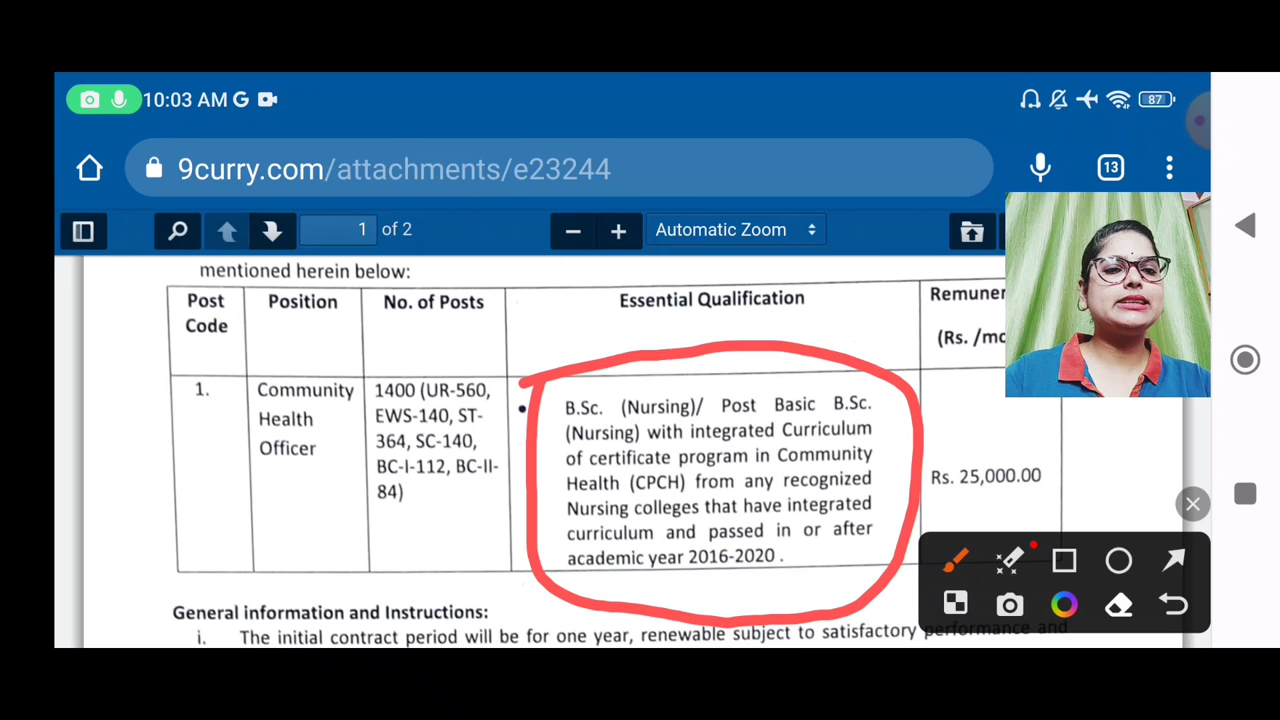 10:03 AM G
87
9curry.com/attachments/e23244
13
1 of 2
Automatic Zoom
mentioned herein below:
Post Code
Position
No. of Posts
Essential Qualification
(Rs.
1.
Community
Health
Officer
1400 (UR-560,
EWS-140, ST-
364, SC-140,
BC-I-112, BC-II-
84)
B.Sc. (Nursing)/ Post Basic B.Sc.
(Nursing) with integrated Curriculum
of certificate program in Community
Health (CPCH) from any recognized
Nursing colleges that have integrated
curriculum and passed in or after
academic year 2016-2020 .
Rs. 25,000.00
General information and Instructions:
i. The initial contract period will be for one year, renewable subject to satisfactory performance and